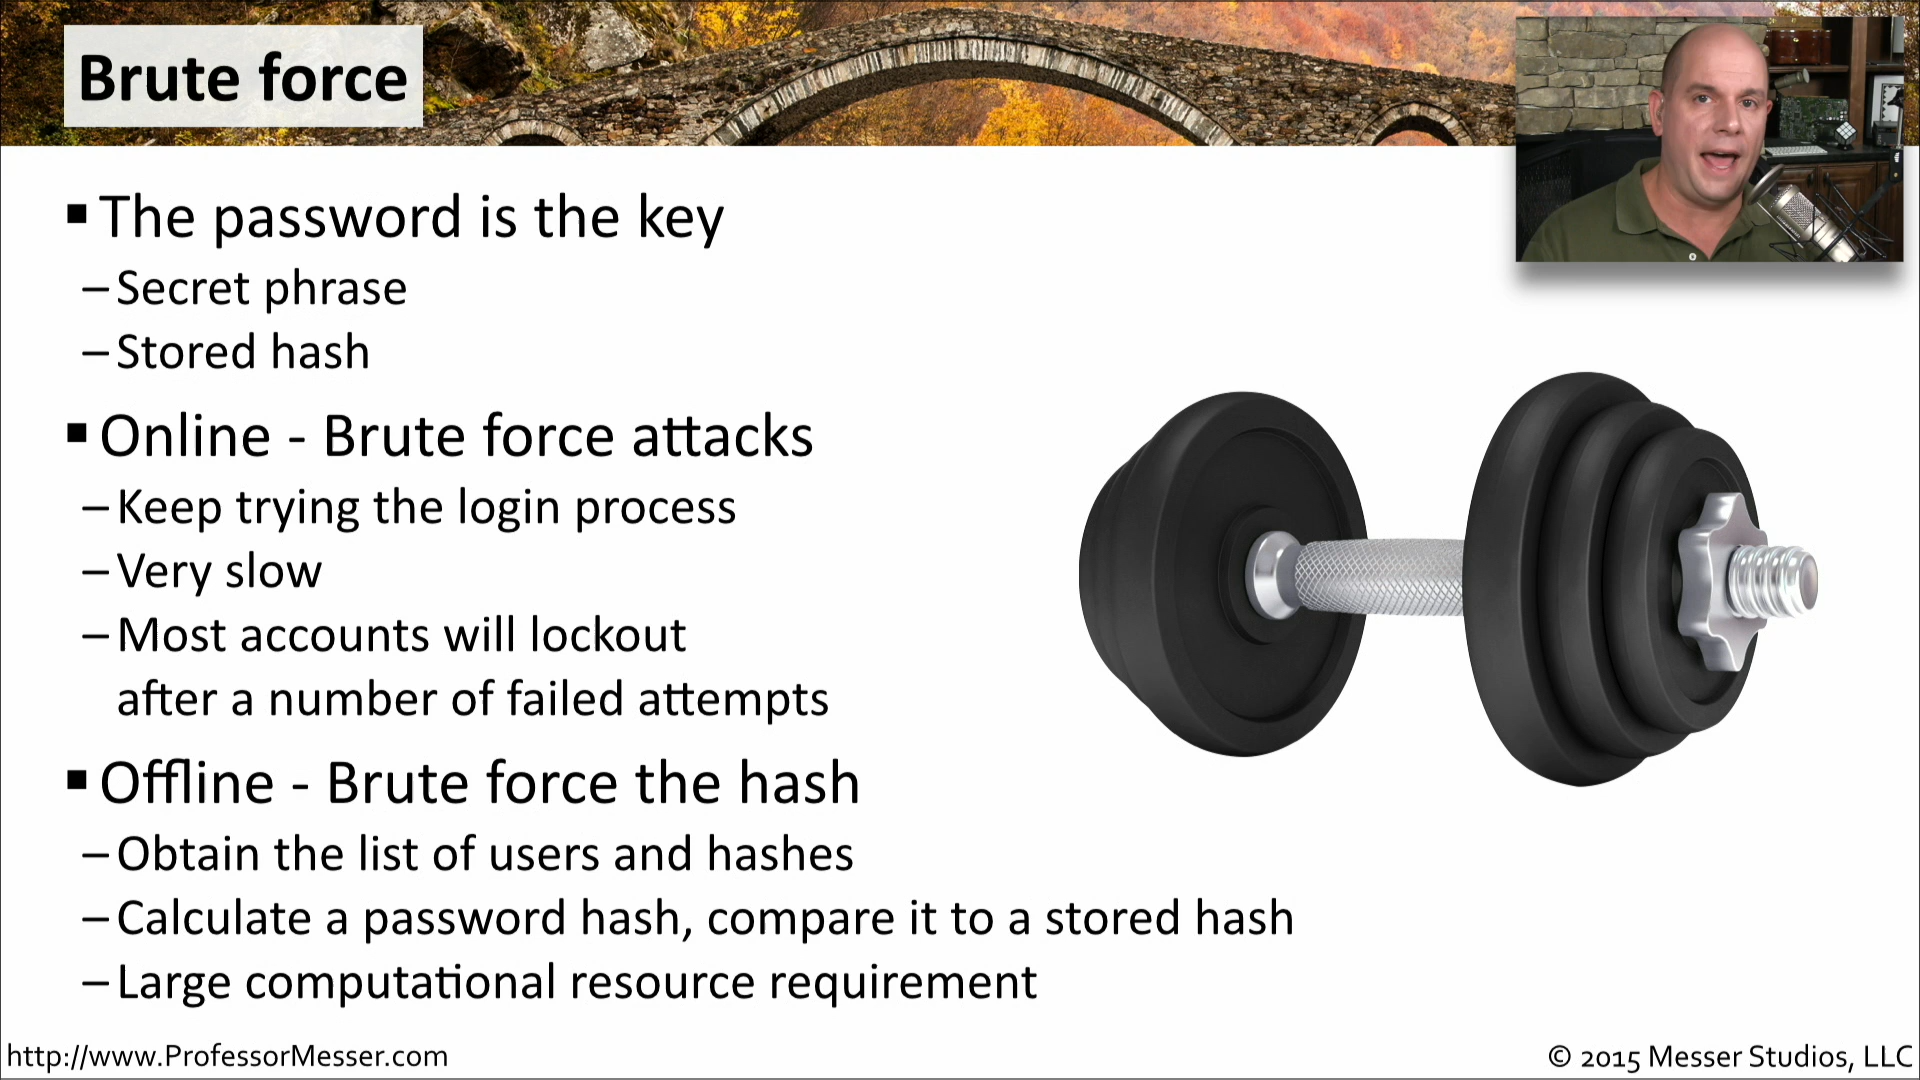 Brute force
▪ The password is the key
– Secret phrase
– Stored hash
▪ Online - Brute force attacks
– Keep trying the login process
– Very slow
– Most accounts will lockout
after a number of failed attempts
▪ Offline - Brute force the hash
– Obtain the list of users and hashes
– Calculate a password hash, compare it to a stored hash
– Large computational resource requirement
http://www.ProfessorMesser.com
© 2015 Messer Studios, LLC